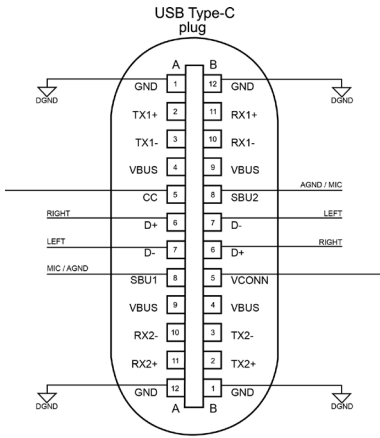 USB Type-C
plug
A B
GND 1 12 GND
DGND DGND
TX1+ 2 11 RX1+
TX1- 3 10 RX1-
VBUS 4 9 VBUS
CC 5 8 SBU2 AGND / MIC
RIGHT D+ 6 7 D- LEFT
LEFT D- 7 6 D+ RIGHT
MIC / AGND SBU1 8 5 VCONN
VBUS 9 4 VBUS
RX2- 10 3 TX2-
RX2+ 11 2 TX2+
GND 12 1 GND
DGND DGND
A B